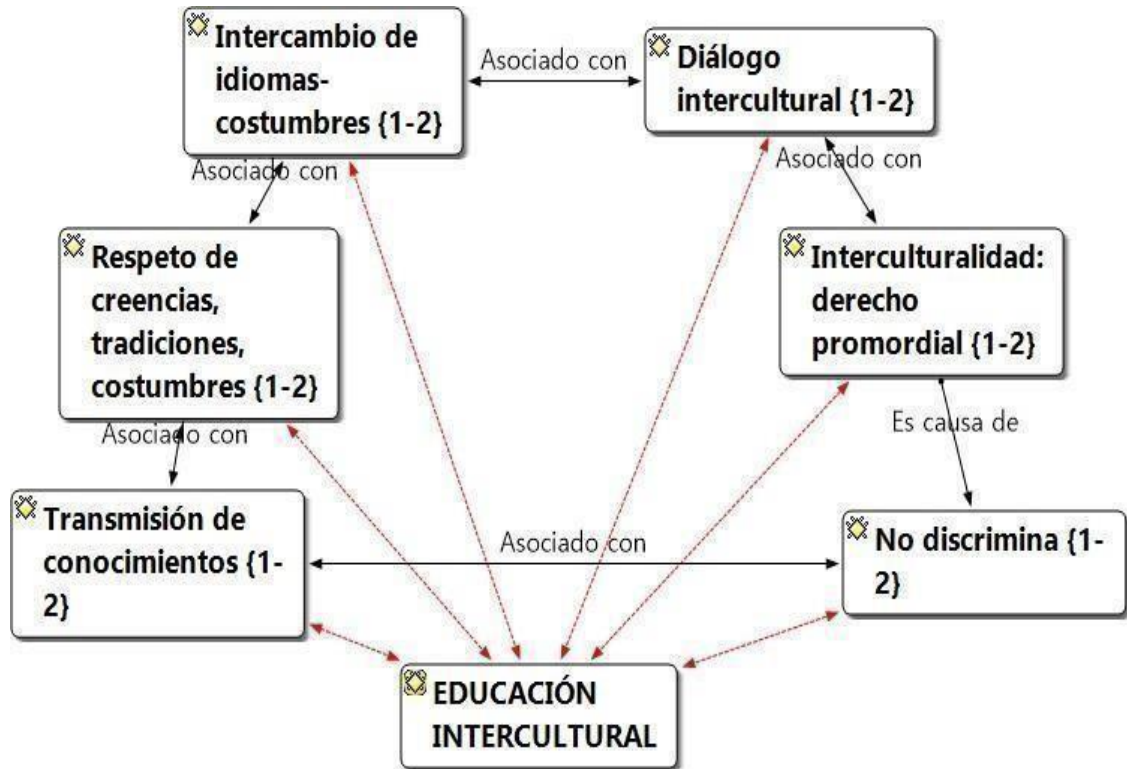 Intercambio de
idiomas-
costumbres {1-2}
Asociado con
Diálogo
intercultural {1-2}
Asociado con
Asociado con
Respeto de
creencias,
tradiciones,
costumbres {1-2}
Interculturalidad:
derecho
promordial {1-2}
Asociado con
Es causa de
Transmisión de
conocimientos {1-
2}
Asociado con
No discrimina {1-
2}
EDUCACIÓN
INTERCULTURAL